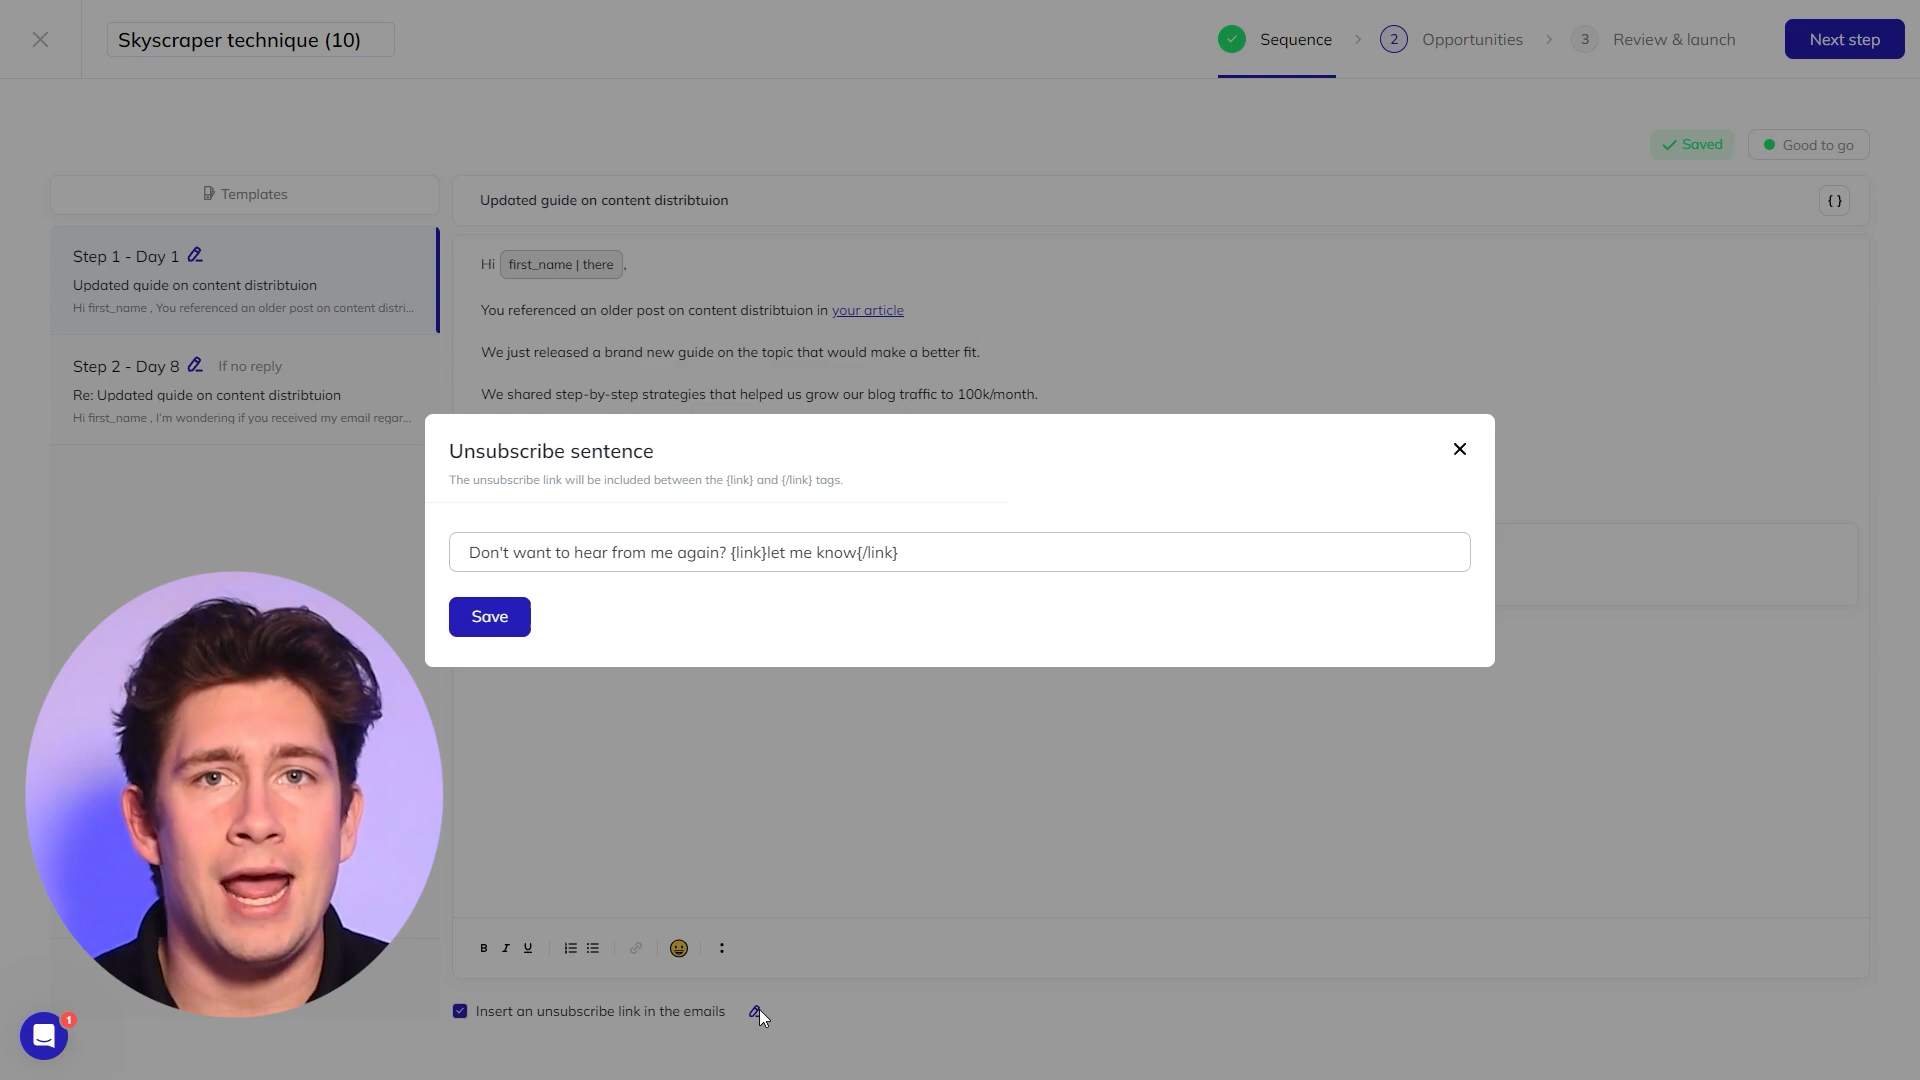 Skyscraper technique (10)
Sequence
2
Opportunities
3
Review & launch
Next step
Saved
Good to go
Templates
Updated guide on content distribtuion
{ }
Step 1 - Day 1
Updated guide on content distribtuion
Hi first_name , You referenced an older post on content distri...
Step 2 - Day 8
If no reply
Re: Updated guide on content distribtuion
Hi first_name , I'm wondering if you received my email regar...
Hi first_name | there ,
You referenced an older post on content distribtuion in your article
We just released a brand new guide on the topic that would make a better fit.
We shared step-by-step strategies that helped us grow our blog traffic to 100k/month.
Unsubscribe sentence
The unsubscribe link will be included between the {link} and {/link} tags.
Don't want to hear from me again? {link}let me know{/link}
Save
B I U
Insert an unsubscribe link in the emails
1